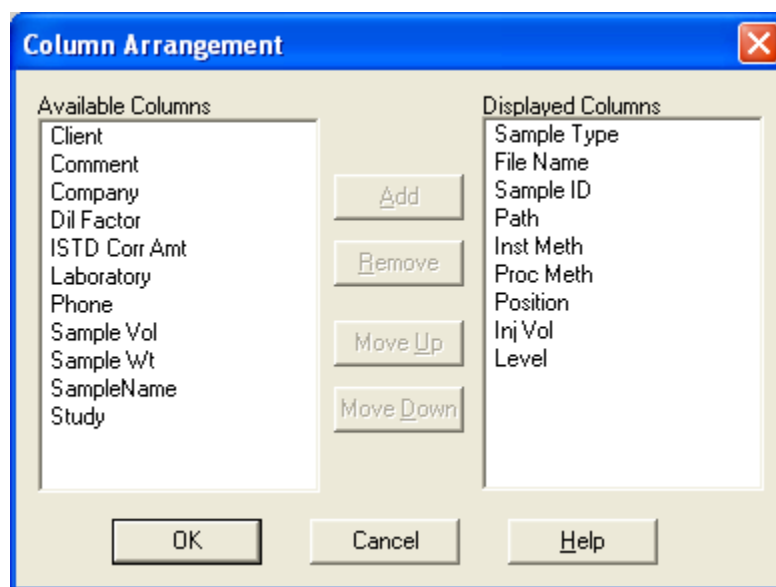 Column Arrangement
Available Columns
Client
Comment
Company
Dil Factor
ISTD Corr Amt
Laboratory
Phone
Sample Vol
Sample Wt
SampleName
Study
Add
Remove
Move Up
Move Down
Displayed Columns
Sample Type
File Name
Sample ID
Path
Inst Meth
Proc Meth
Position
Inj Vol
Level
OK
Cancel
Help